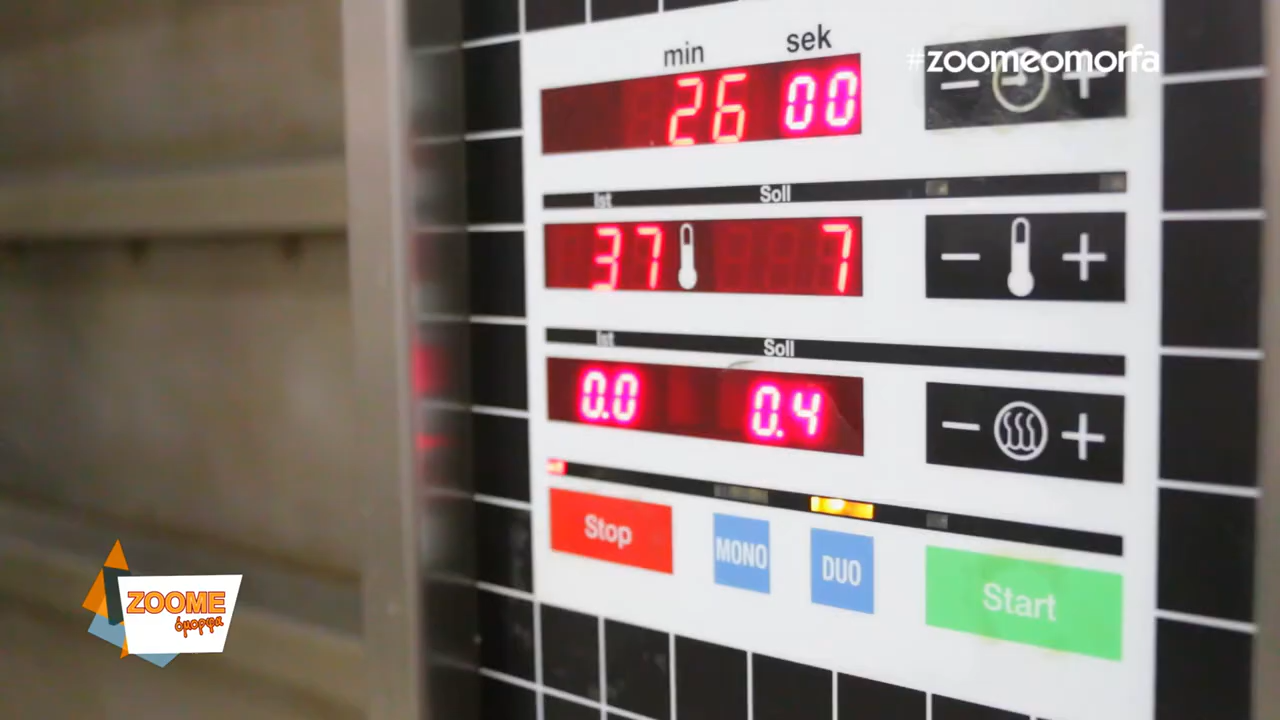 #zoomeomorfa
min sek
26 00
Ist Soll
37 7
Ist Soll
0.0 0.4
Stop MONO DUO Start
ZOOME
όμορφα